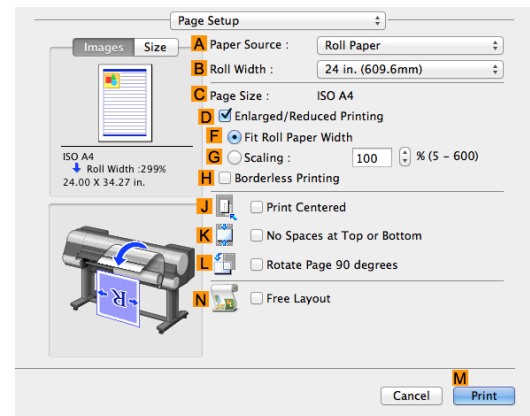 Page Setup
Images Size
A Paper Source : Roll Paper
B Roll Width : 24 in. (609.6mm)
C Page Size : ISO A4
D Enlarged/Reduced Printing
F Fit Roll Paper Width
G Scaling : 100 % (5 - 600)
H Borderless Printing
ISO A4
Roll Width :299%
24.00 X 34.27 in.
J Print Centered
K No Spaces at Top or Bottom
L Rotate Page 90 degrees
N Free Layout
R
M
Cancel Print